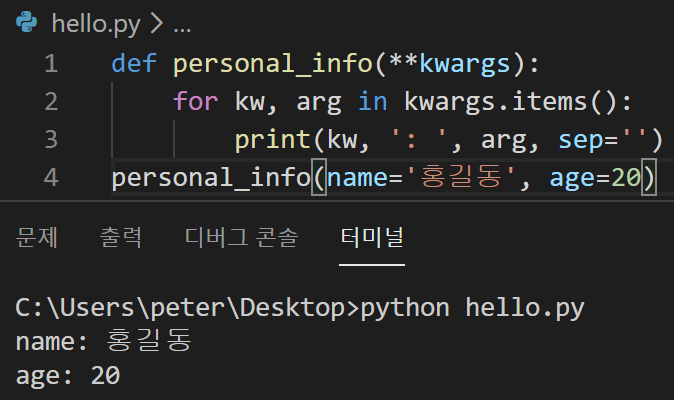 hello.py > ...
1 def personal_info(**kwargs):
2     for kw, arg in kwargs.items():
3         print(kw, ': ', arg, sep='')
4 personal_info(name='홍길동', age=20)
문제 출력 디버그 콘솔 터미널
C:\Users\peter\Desktop>python hello.py
name: 홍길동
age: 20